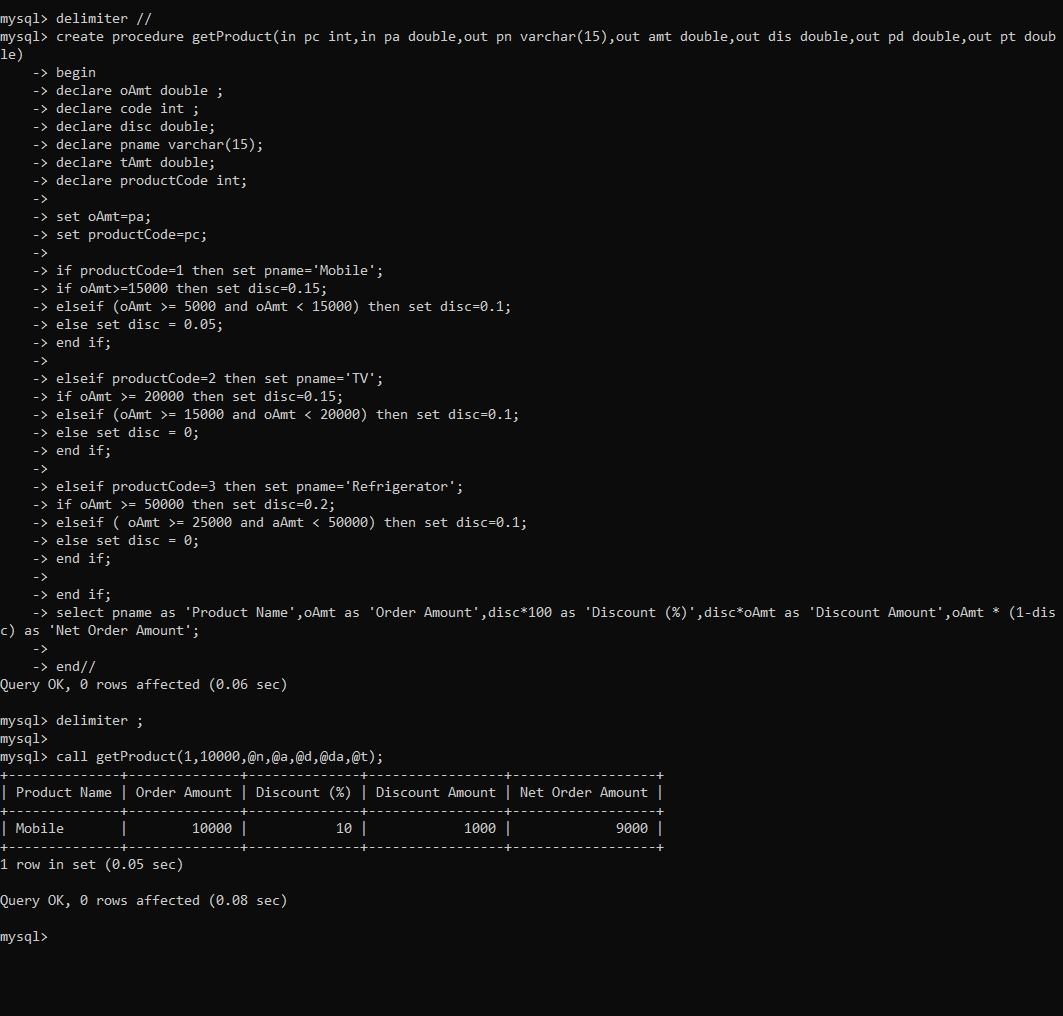 mysql> delimiter //
mysql> create procedure getProduct(in pc int,in pa double,out pn varchar(15),out amt double,out dis double,out pd double,out pt doub
le)
    -> begin
    -> declare oAmt double ;
    -> declare code int ;
    -> declare disc double;
    -> declare pname varchar(15);
    -> declare tAmt double;
    -> declare productCode int;
    ->
    -> set oAmt=pa;
    -> set productCode=pc;
    ->
    -> if productCode=1 then set pname='Mobile';
    -> if oAmt>=15000 then set disc=0.15;
    -> elseif (oAmt >= 5000 and oAmt < 15000) then set disc=0.1;
    -> else set disc = 0.05;
    -> end if;
    ->
    -> elseif productCode=2 then set pname='TV';
    -> if oAmt >= 20000 then set disc=0.15;
    -> elseif (oAmt >= 15000 and oAmt < 20000) then set disc=0.1;
    -> else set disc = 0;
    -> end if;
    ->
    -> elseif productCode=3 then set pname='Refrigerator';
    -> if oAmt >= 50000 then set disc=0.2;
    -> elseif ( oAmt >= 25000 and aAmt < 50000) then set disc=0.1;
    -> else set disc = 0;
    -> end if;
    ->
    -> end if;
    -> select pname as 'Product Name',oAmt as 'Order Amount',disc*100 as 'Discount (%)',disc*oAmt as 'Discount Amount',oAmt * (1-dis
c) as 'Net Order Amount';
    ->
    -> end//
Query OK, 0 rows affected (0.06 sec)

mysql> delimiter ;
mysql>
mysql> call getProduct(1,10000,@n,@a,@d,@da,@t);
+--------------+--------------+--------------+-----------------+------------------+
| Product Name | Order Amount | Discount (%) | Discount Amount | Net Order Amount |
+--------------+--------------+--------------+-----------------+------------------+
| Mobile       |        10000 |           10 |            1000 |             9000 |
+--------------+--------------+--------------+-----------------+------------------+
1 row in set (0.05 sec)

Query OK, 0 rows affected (0.08 sec)

mysql>